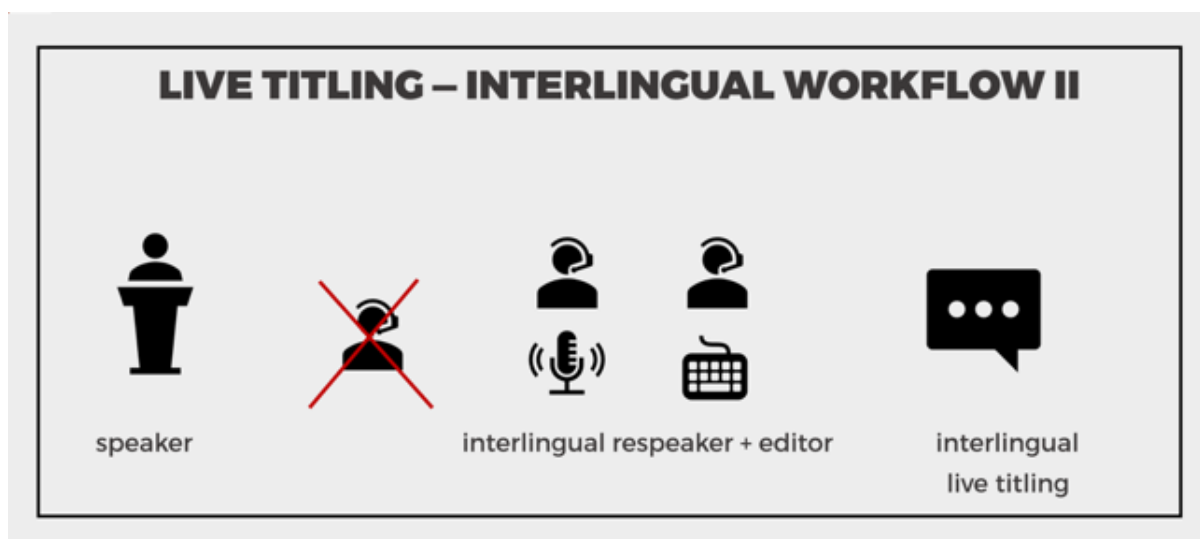 LIVE TITLING – INTERLINGUAL WORKFLOW II
speaker
interlingual respeaker + editor
interlingual
live titling